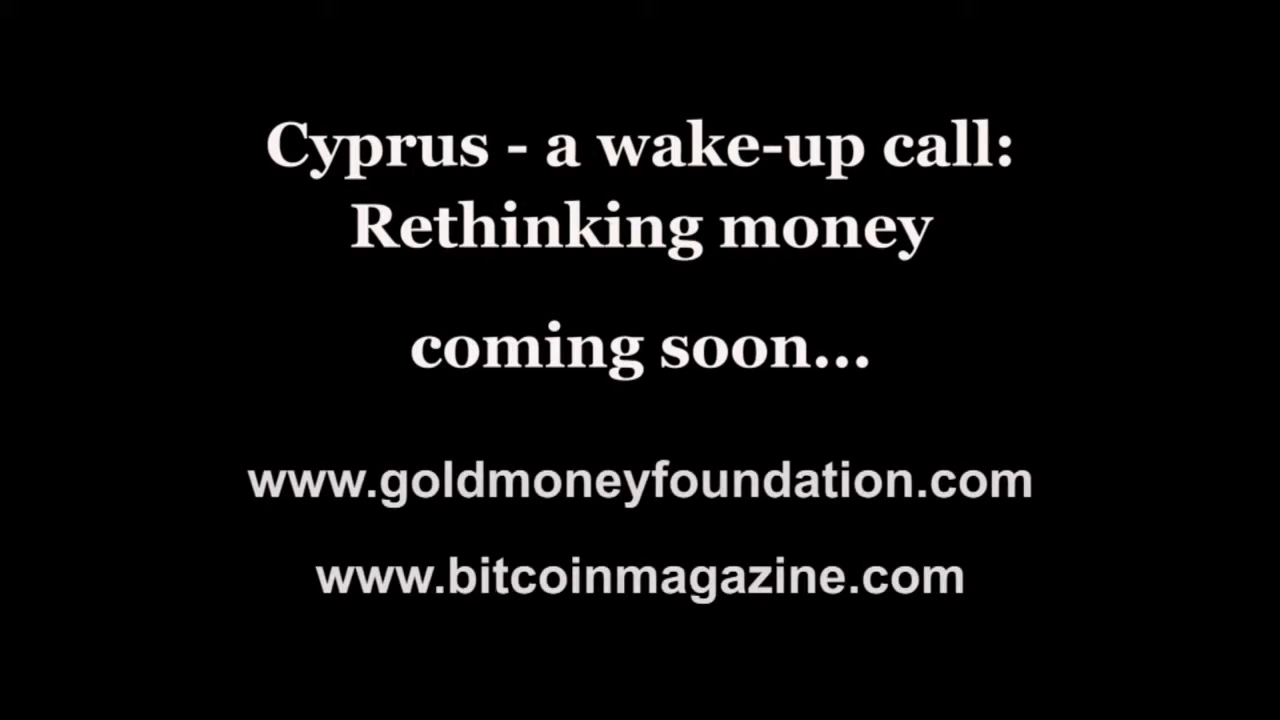 Cyprus - a wake-up call:
Rethinking money
coming soon...
www.goldmoneyfoundation.com
www.bitcoinmagazine.com